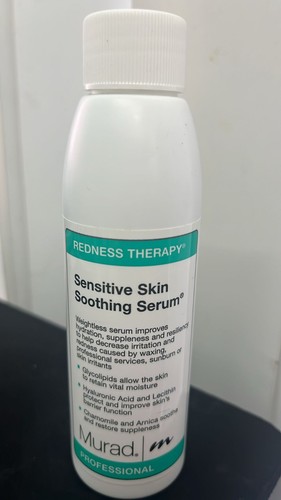 REDNESS THERAPY®
Sensitive Skin
Soothing Serum®
Weightless serum improves
hydration, suppleness and resiliency
to help decrease irritation and
redness caused by waxing,
professional services, sunburn or
skin irritants
• Glycolipids allow the skin
to retain vital moisture
• Hyaluronic Acid and Lecithin
protect and improve skin's
barrier function
• Chamomile and Arnica soothe
and restore suppleness
Murad. m
PROFESSIONAL